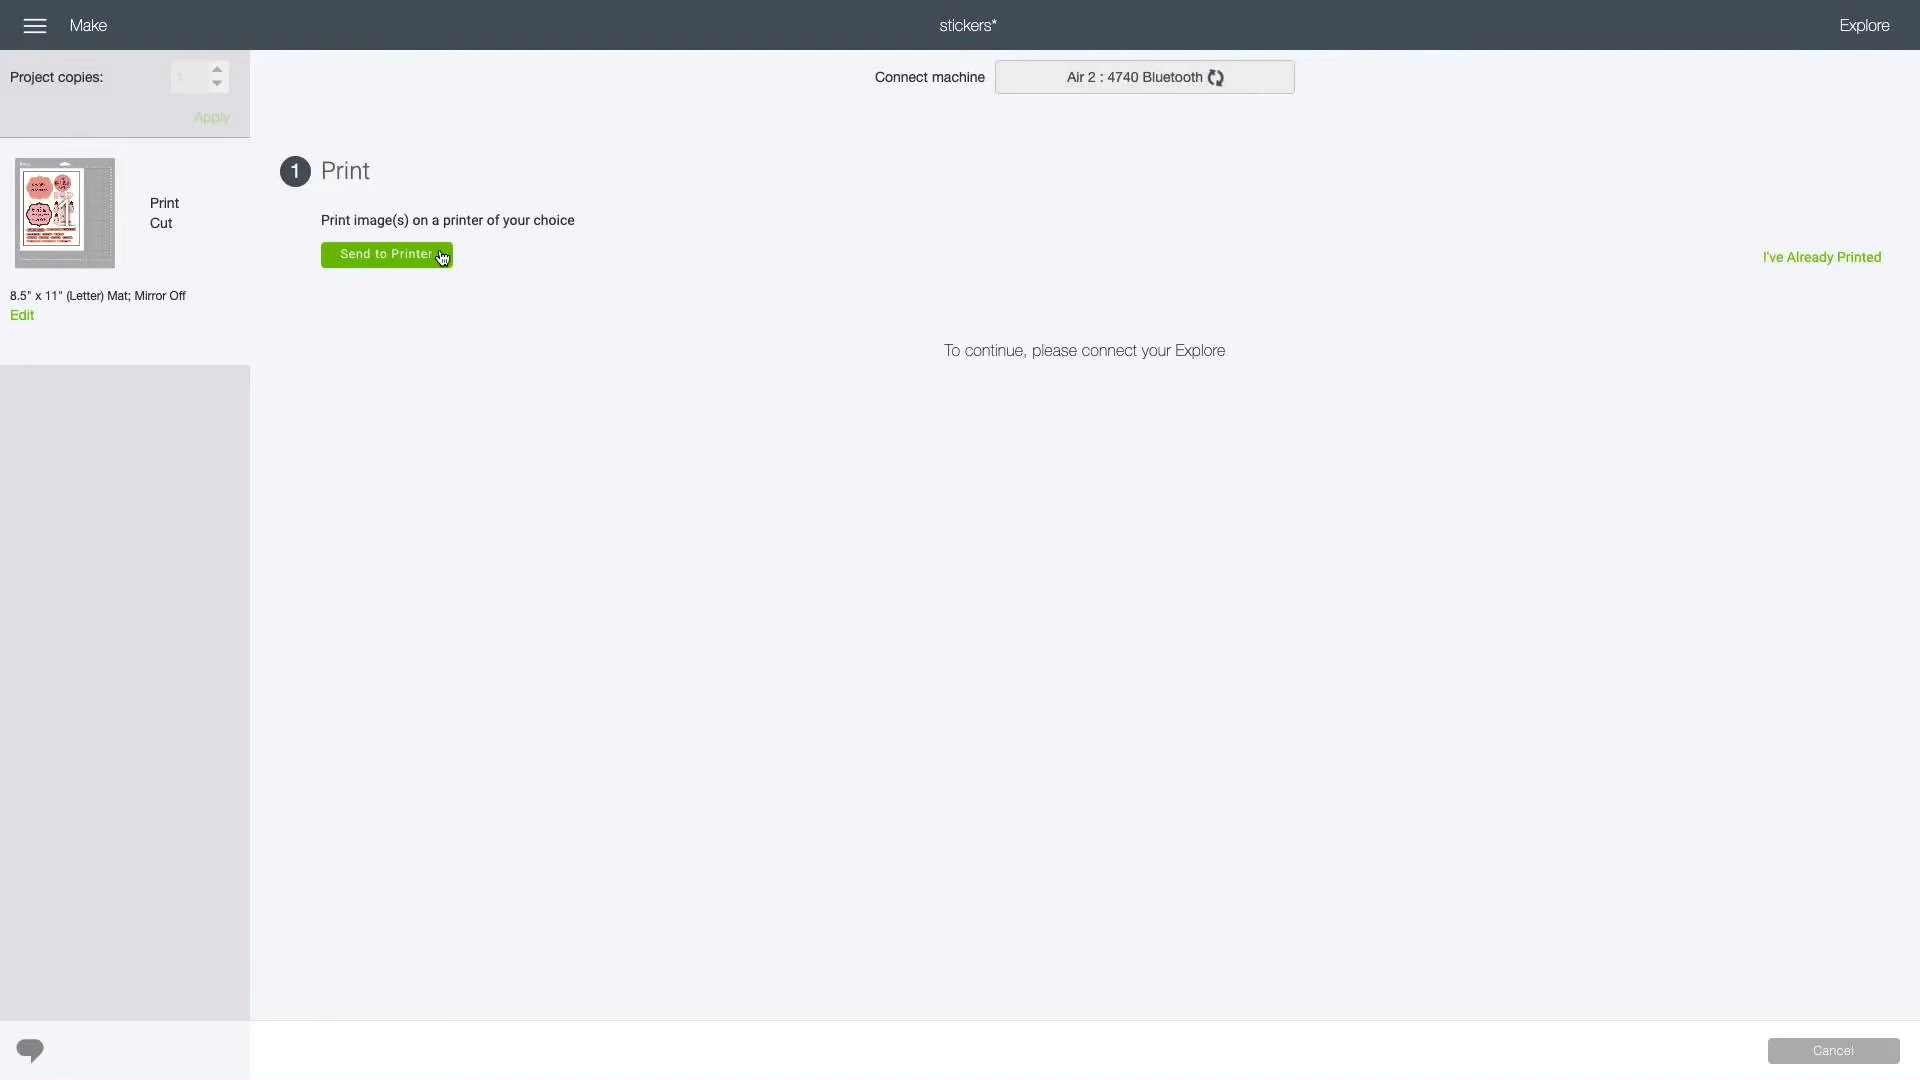 Make
stickers*
Explore
Project copies:
1
Apply
Connect machine
Air 2 : 4740 Bluetooth
1
Print
Print
Cut
Print image(s) on a printer of your choice
Send to Printer
I've Already Printed
8.5" x 11" (Letter) Mat; Mirror Off
Edit
To continue, please connect your Explore
Cancel